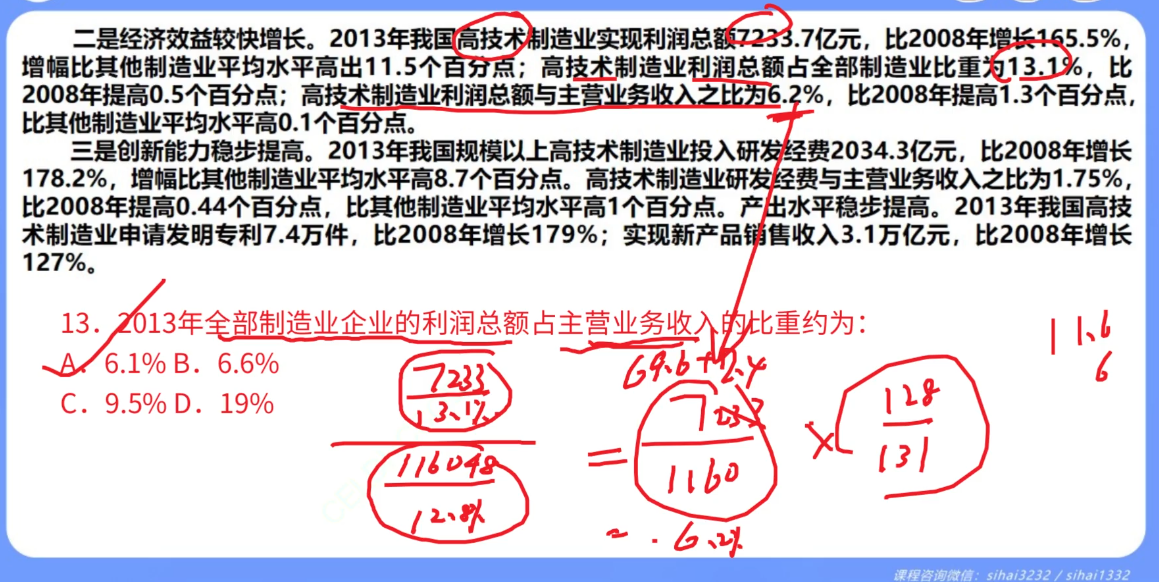 二是经济效益较快增长。2013年我国高技术制造业实现利润总额7233.7亿元，比2008年增长165.5%，
增幅比其他制造业平均水平高出11.5个百分点；高技术制造业利润总额占全部制造业比重为13.1%，比
2008年提高0.5个百分点；高技术制造业利润总额与主营业务收入之比为6.2%，比2008年提高1.3个百分点，
比其他制造业平均水平高0.1个百分点。
三是创新能力稳步提高。2013年我国规模以上高技术制造业投入研发经费2034.3亿元，比2008年增长
178.2%，增幅比其他制造业平均水平高8.7个百分点。高技术制造业研发经费与主营业务收入之比为1.75%，
比2008年提高0.44个百分点，比其他制造业平均水平高1个百分点。产出水平稳步提高。2013年我国高技
术制造业申请发明专利7.4万件，比2008年增长179%；实现新产品销售收入3.1万亿元，比2008年增长
127%。
13．2013年全部制造业企业的利润总额占主营业务收入的比重约为：
A．6.1% B．6.6%
C．9.5% D．19%
11.6
6
69.6+2.4
7233
13.1%
116048
12.8%
=
7233
1160
×
128
131
= 6.2%
课程咨询微信：sihai3232 / sihai1332